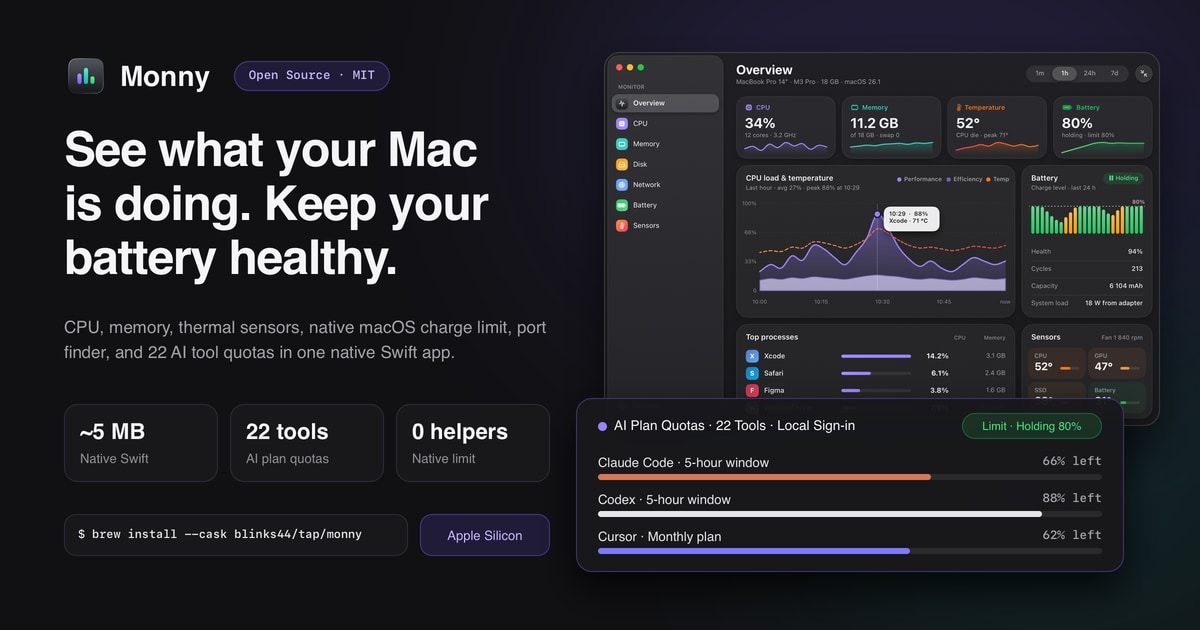 Monny
Open Source · MIT
See what your Mac
is doing. Keep your
battery healthy.
CPU, memory, thermal sensors, native macOS charge limit, port
finder, and 22 AI tool quotas in one native Swift app.
~5 MB
Native Swift
22 tools
AI plan quotas
0 helpers
Native limit
$ brew install --cask blinks44/tap/monny
Apple Silicon
MONITOR
Overview
CPU
Memory
Disk
Network
Battery
Sensors
Overview
MacBook Pro 14" · M3 Pro · 18 GB · macOS 26.1
1m 1h 24h 7d
CPU
34%
12 cores · 3.2 GHz
Memory
11.2 GB
of 18 GB · swap 0
Temperature
52°
CPU die · peak 71°
Battery
80%
holding · limit 80%
CPU load & temperature
Last hour · avg 27% · peak 88% at 10:29
Performance Efficiency Temp
100%
66%
33%
0
10:29 · 88%
Xcode · 71 °C
10:00 10:15 10:30 10:45 now
Battery
Holding
Charge level · last 24 h
80%
Health 94%
Cycles 213
Capacity 6 104 mAh
System load 18 W from adapter
Top processes CPU Memory
X Xcode 14.2% 3.1 GB
S Safari 6.1% 2.4 GB
F Figma 3.8% 1.6 GB
Sensors Fan 1 840 rpm
CPU
52°
GPU
47°
SSD
Battery
AI Plan Quotas · 22 Tools · Local Sign-in
Limit · Holding 80%
Claude Code · 5-hour window 66% left
Codex · 5-hour window 88% left
Cursor · Monthly plan 62% left